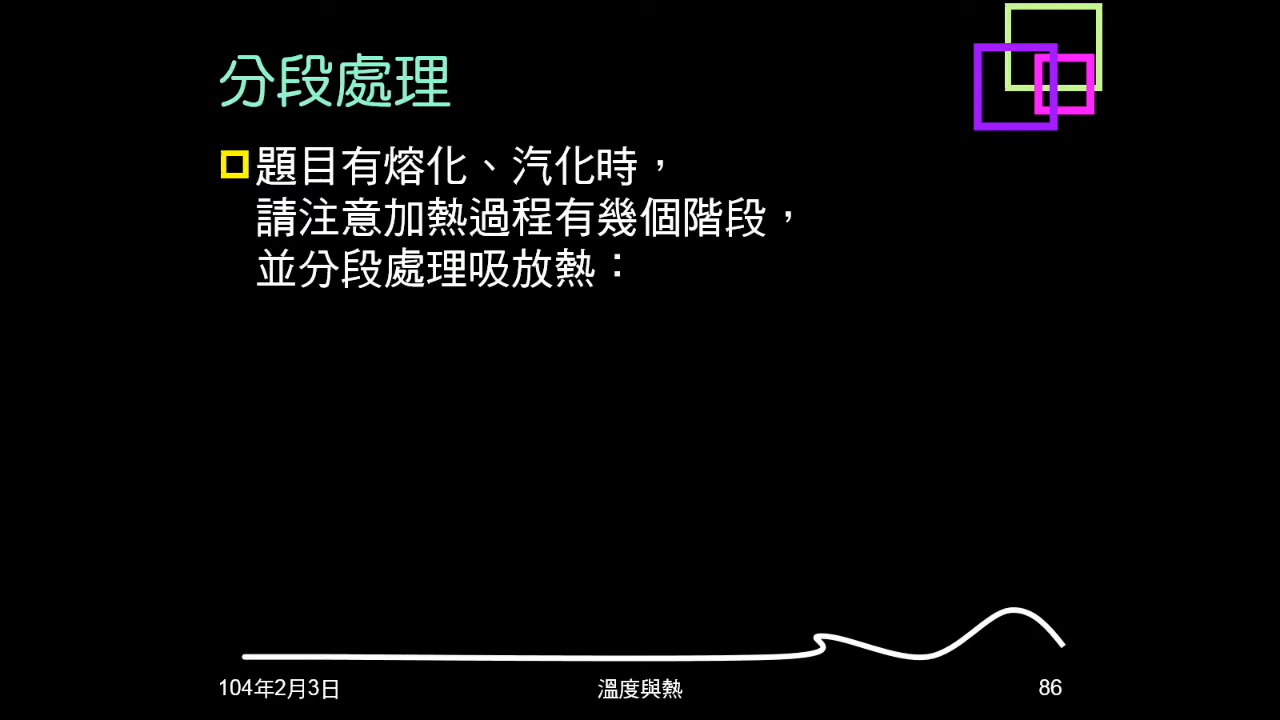 分段處理
題目有熔化、汽化時，
請注意加熱過程有幾個階段，
並分段處理吸放熱：
104年2月3日
溫度與熱
86